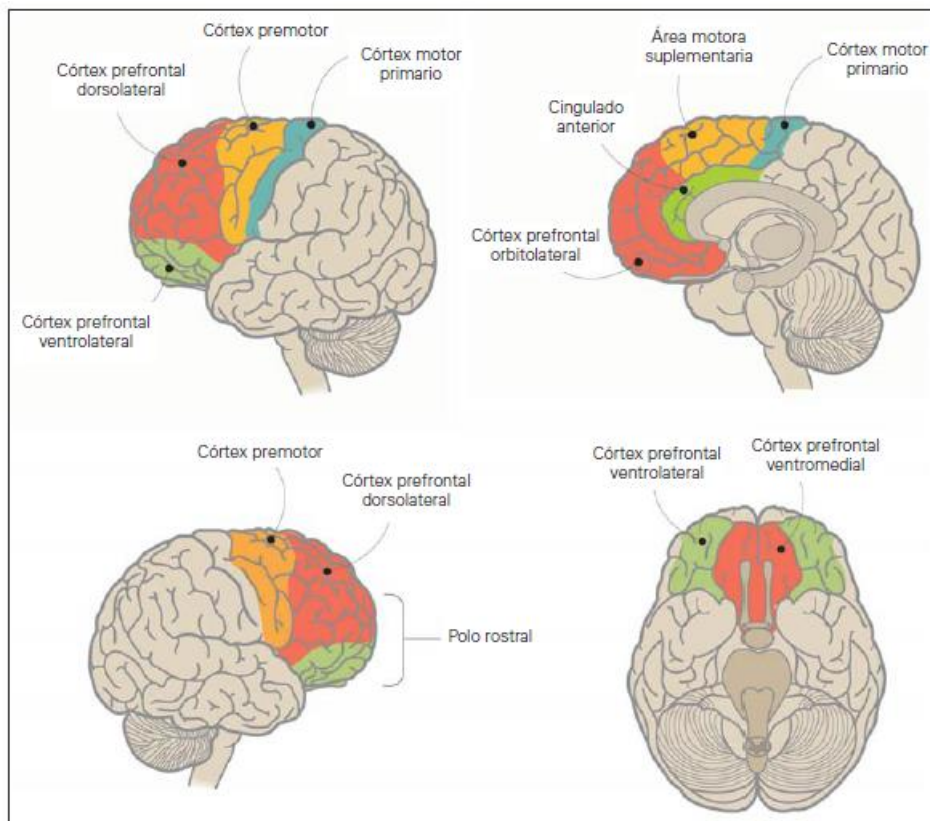 Córtex premotor
Córtex motor
primario
Córtex prefrontal
dorsolateral
Córtex prefrontal
ventrolateral
Área motora
suplementaria
Córtex motor
primario
Cingulado
anterior
Córtex prefrontal
orbitolateral
Córtex premotor
Córtex prefrontal
dorsolateral
Polo rostral
Córtex prefrontal
ventrolateral
Córtex prefrontal
ventromedial